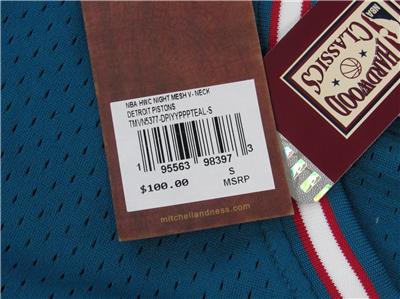 NBA HWC NIGHT MESH V- NECK
DETROIT PISTONS
TMVN5377-DPIYYPPPTEAL-S
1 95563 98397 3
$100.00
S
MSRP
mitchellandness.com
NBA
HARDWOOD
CLASSICS